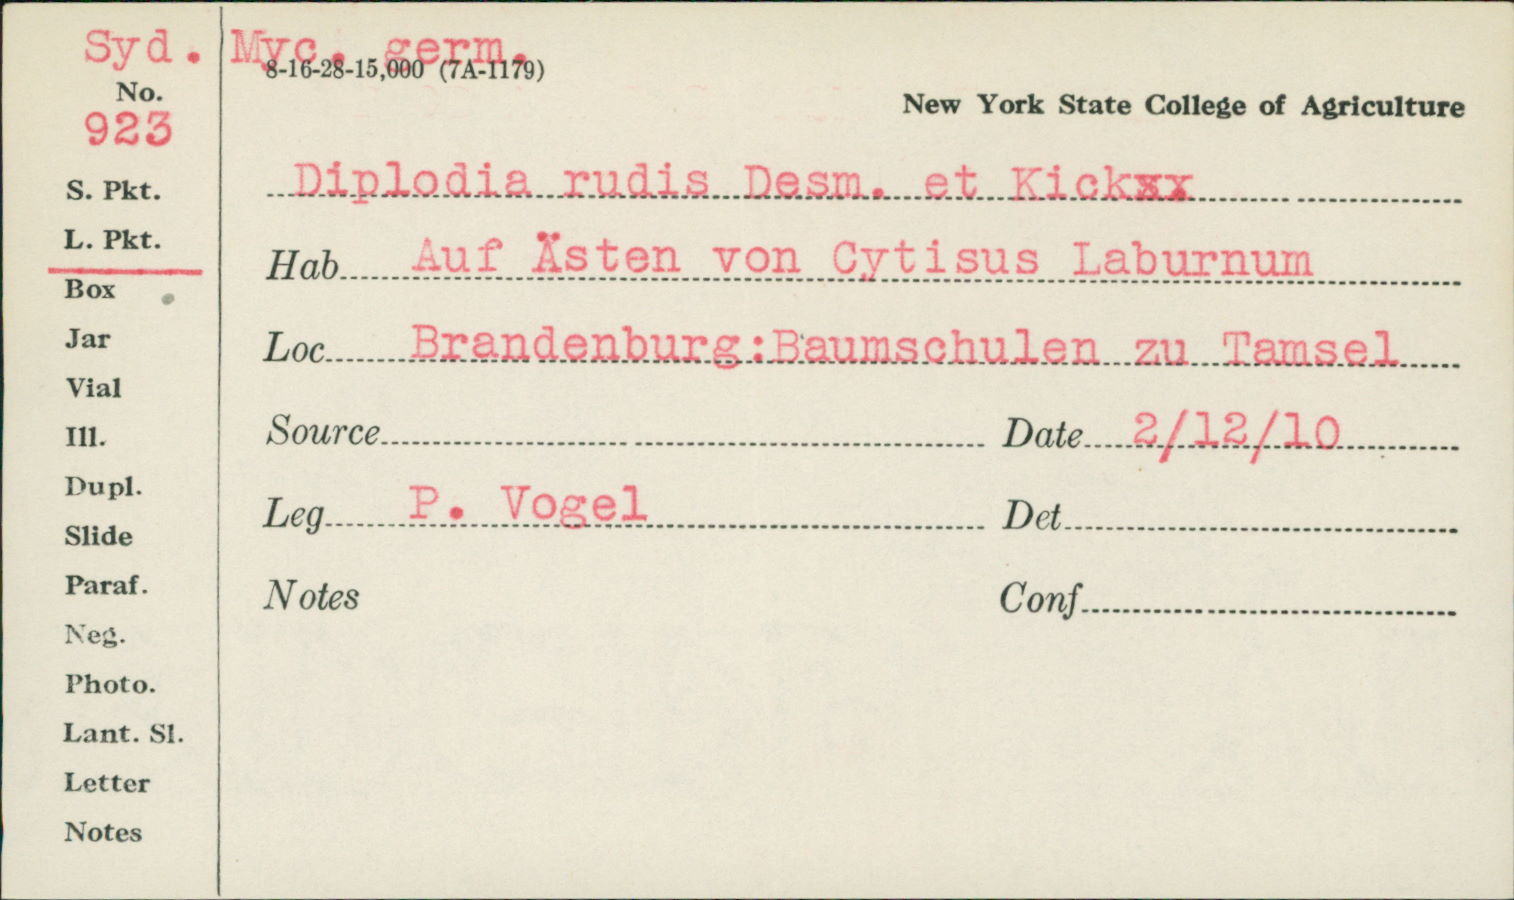 Syd. Myc. germ.
8-16-28-15,000 (7A-1179)
No.
923
New York State College of Agriculture
S. Pkt.
Diplodia rudis Desm. et Kickxx
L. Pkt.
Hab Auf Ästen von Cytisus Laburnum
Box
Jar
Loc Brandenburg:Baumschulen zu Tamsel
Vial
Ill.
Source Date 2/12/10
Dupl.
Slide
Leg P. Vogel Det
Paraf.
Notes Conf
Neg.
Photo.
Lant. Sl.
Letter
Notes